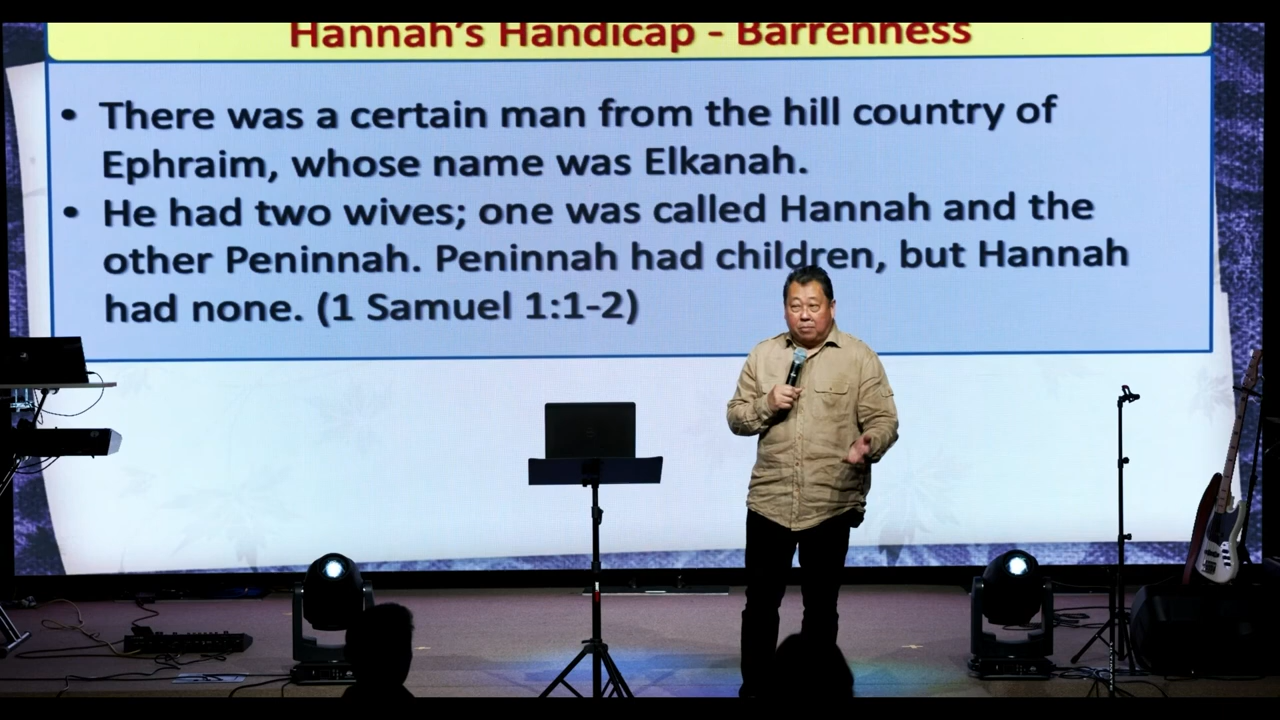 Hannah's Handicap - Barrenness
• There was a certain man from the hill country of
Ephraim, whose name was Elkanah.
• He had two wives; one was called Hannah and the
other Peninnah. Peninnah had children, but Hannah
had none. (1 Samuel 1:1-2)